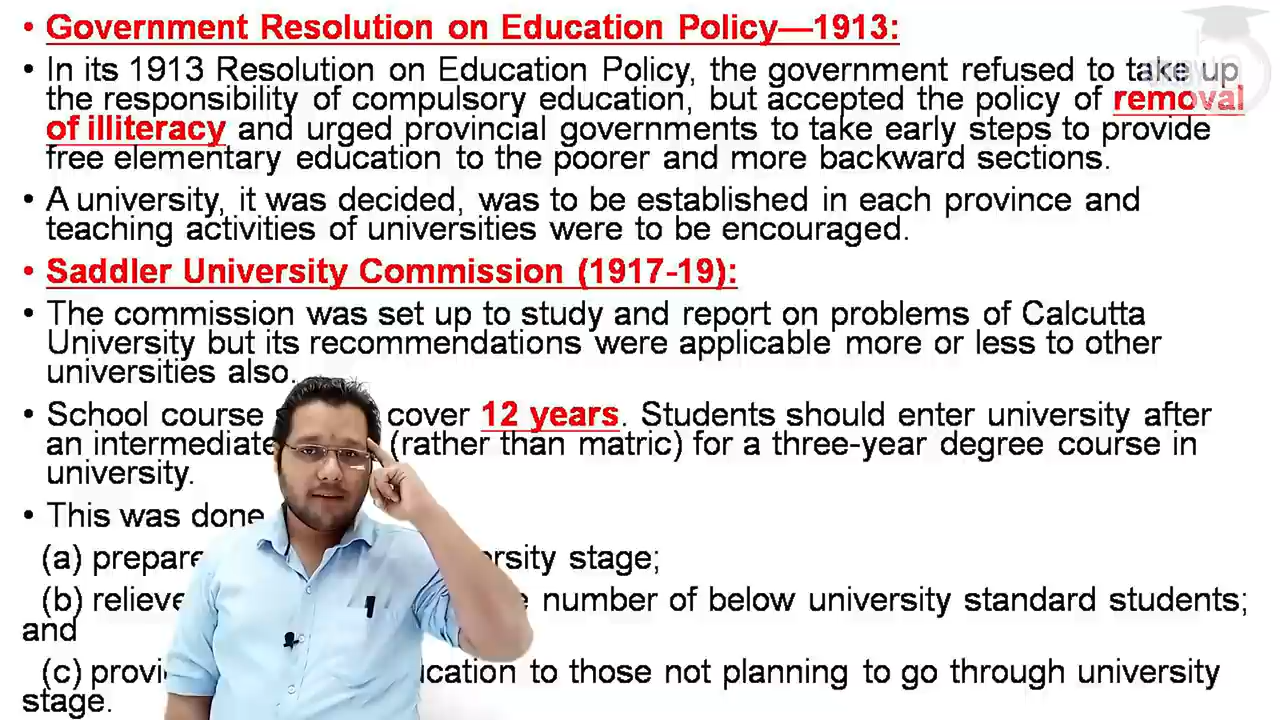 • Government Resolution on Education Policy—1913:
• In its 1913 Resolution on Education Policy, the government refused to take up
the responsibility of compulsory education, but accepted the policy of removal
of illiteracy and urged provincial governments to take early steps to provide
free elementary education to the poorer and more backward sections.
• A university, it was decided, was to be established in each province and
teaching activities of universities were to be encouraged.
• Saddler University Commission (1917-19):
• The commission was set up to study and report on problems of Calcutta
University but its recommendations were applicable more or less to other
universities also.
• School course cover 12 years. Students should enter university after
an intermediate (rather than matric) for a three-year degree course in
university.
• This was done
(a) prepare stage;
(b) relieve number of below university standard students;
and
(c) to those not planning to go through university
stage.